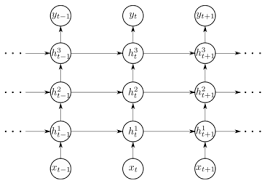 y_{t-1} y_t y_{t+1}
··· h^3_{t-1} h^3_t h^3_{t+1} ···
··· h^2_{t-1} h^2_t h^2_{t+1} ···
··· h^1_{t-1} h^1_t h^1_{t+1} ···
x_{t-1} x_t x_{t+1}